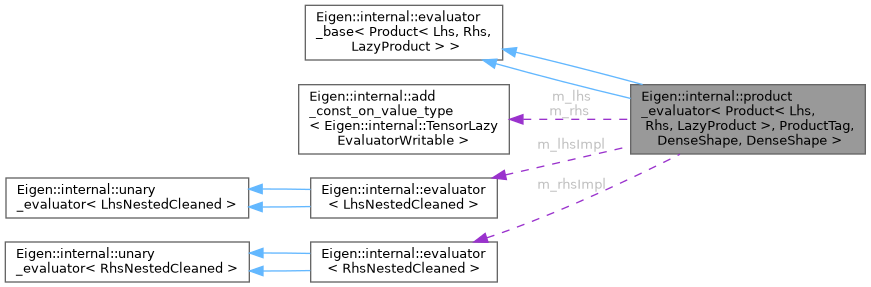 Eigen::internal::evaluator
_base< Product< Lhs, Rhs,
LazyProduct > >
Eigen::internal::add
_const_on_value_type
< Eigen::internal::TensorLazy
EvaluatorWritable >
m_lhs
m_rhs
Eigen::internal::product
_evaluator< Product< Lhs,
Rhs, LazyProduct >, ProductTag,
DenseShape, DenseShape >
m_lhsImpl
Eigen::internal::unary
_evaluator< LhsNestedCleaned >
Eigen::internal::evaluator
< LhsNestedCleaned >
m_rhsImpl
Eigen::internal::unary
_evaluator< RhsNestedCleaned >
Eigen::internal::evaluator
< RhsNestedCleaned >